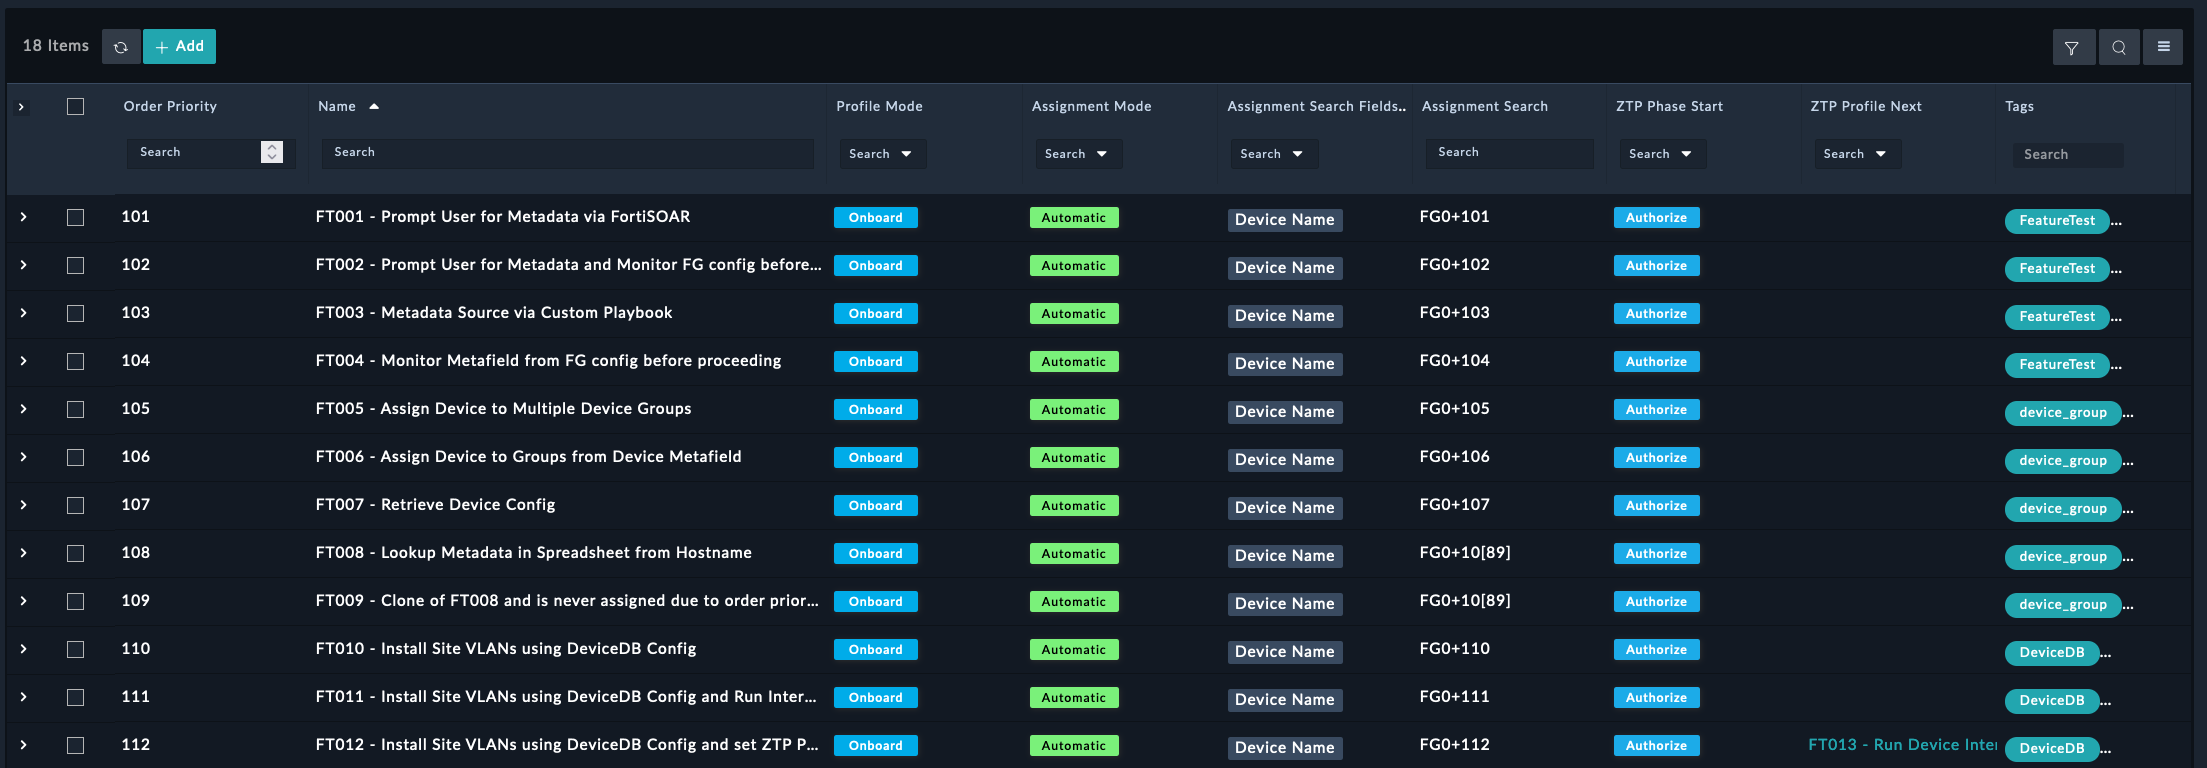 18 Items + Add
Order Priority Name Profile Mode Assignment Mode Assignment Search Fields.. Assignment Search ZTP Phase Start ZTP Profile Next Tags
Search Search Search Search Search Search Search Search Search
101 FT001 - Prompt User for Metadata via FortiSOAR Onboard Automatic Device Name FG0+101 Authorize FeatureTest...
102 FT002 - Prompt User for Metadata and Monitor FG config before... Onboard Automatic Device Name FG0+102 Authorize FeatureTest...
103 FT003 - Metadata Source via Custom Playbook Onboard Automatic Device Name FG0+103 Authorize FeatureTest...
104 FT004 - Monitor Metafield from FG config before proceeding Onboard Automatic Device Name FG0+104 Authorize FeatureTest...
105 FT005 - Assign Device to Multiple Device Groups Onboard Automatic Device Name FG0+105 Authorize device_group...
106 FT006 - Assign Device to Groups from Device Metafield Onboard Automatic Device Name FG0+106 Authorize device_group...
107 FT007 - Retrieve Device Config Onboard Automatic Device Name FG0+107 Authorize device_group...
108 FT008 - Lookup Metadata in Spreadsheet from Hostname Onboard Automatic Device Name FG0+10[89] Authorize device_group...
109 FT009 - Clone of FT008 and is never assigned due to order prior... Onboard Automatic Device Name FG0+10[89] Authorize device_group...
110 FT010 - Install Site VLANs using DeviceDB Config Onboard Automatic Device Name FG0+110 Authorize DeviceDB...
111 FT011 - Install Site VLANs using DeviceDB Config and Run Inter... Onboard Automatic Device Name FG0+111 Authorize DeviceDB...
112 FT012 - Install Site VLANs using DeviceDB Config and set ZTP P... Onboard Automatic Device Name FG0+112 Authorize FT013 - Run Device Inter DeviceDB...